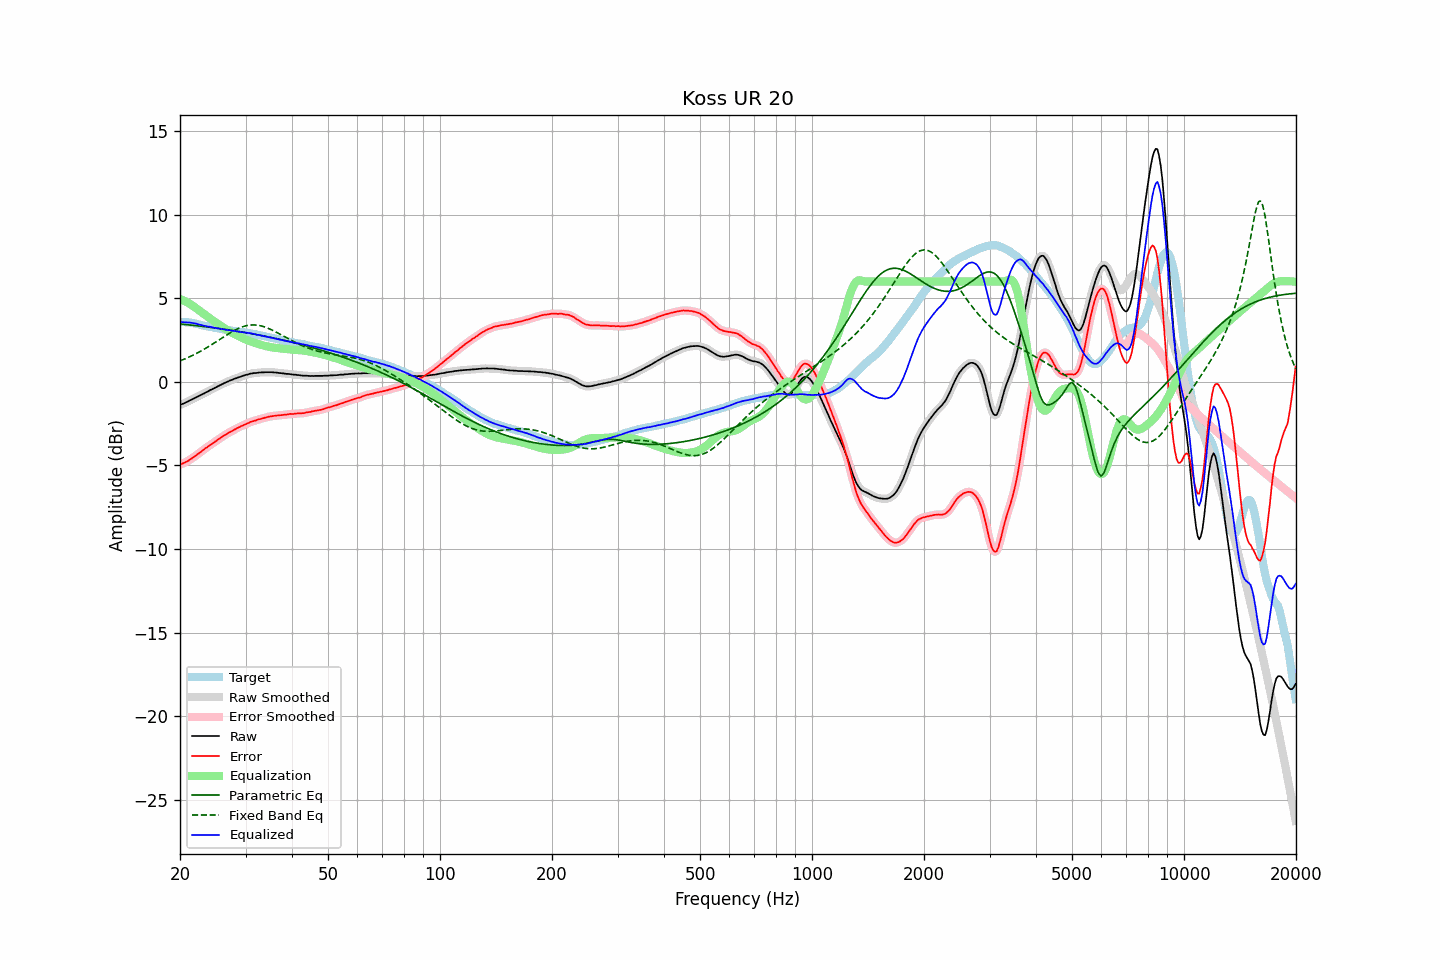 Koss UR 20
15
10
5
0
−5
−10
−15
−20
−25
Amplitude (dBr)
Target
Raw Smoothed
Error Smoothed
Raw
Error
Equalization
Parametric Eq
Fixed Band Eq
Equalized
20 50 100 200 500 1000 2000 5000 10000 20000
Frequency (Hz)